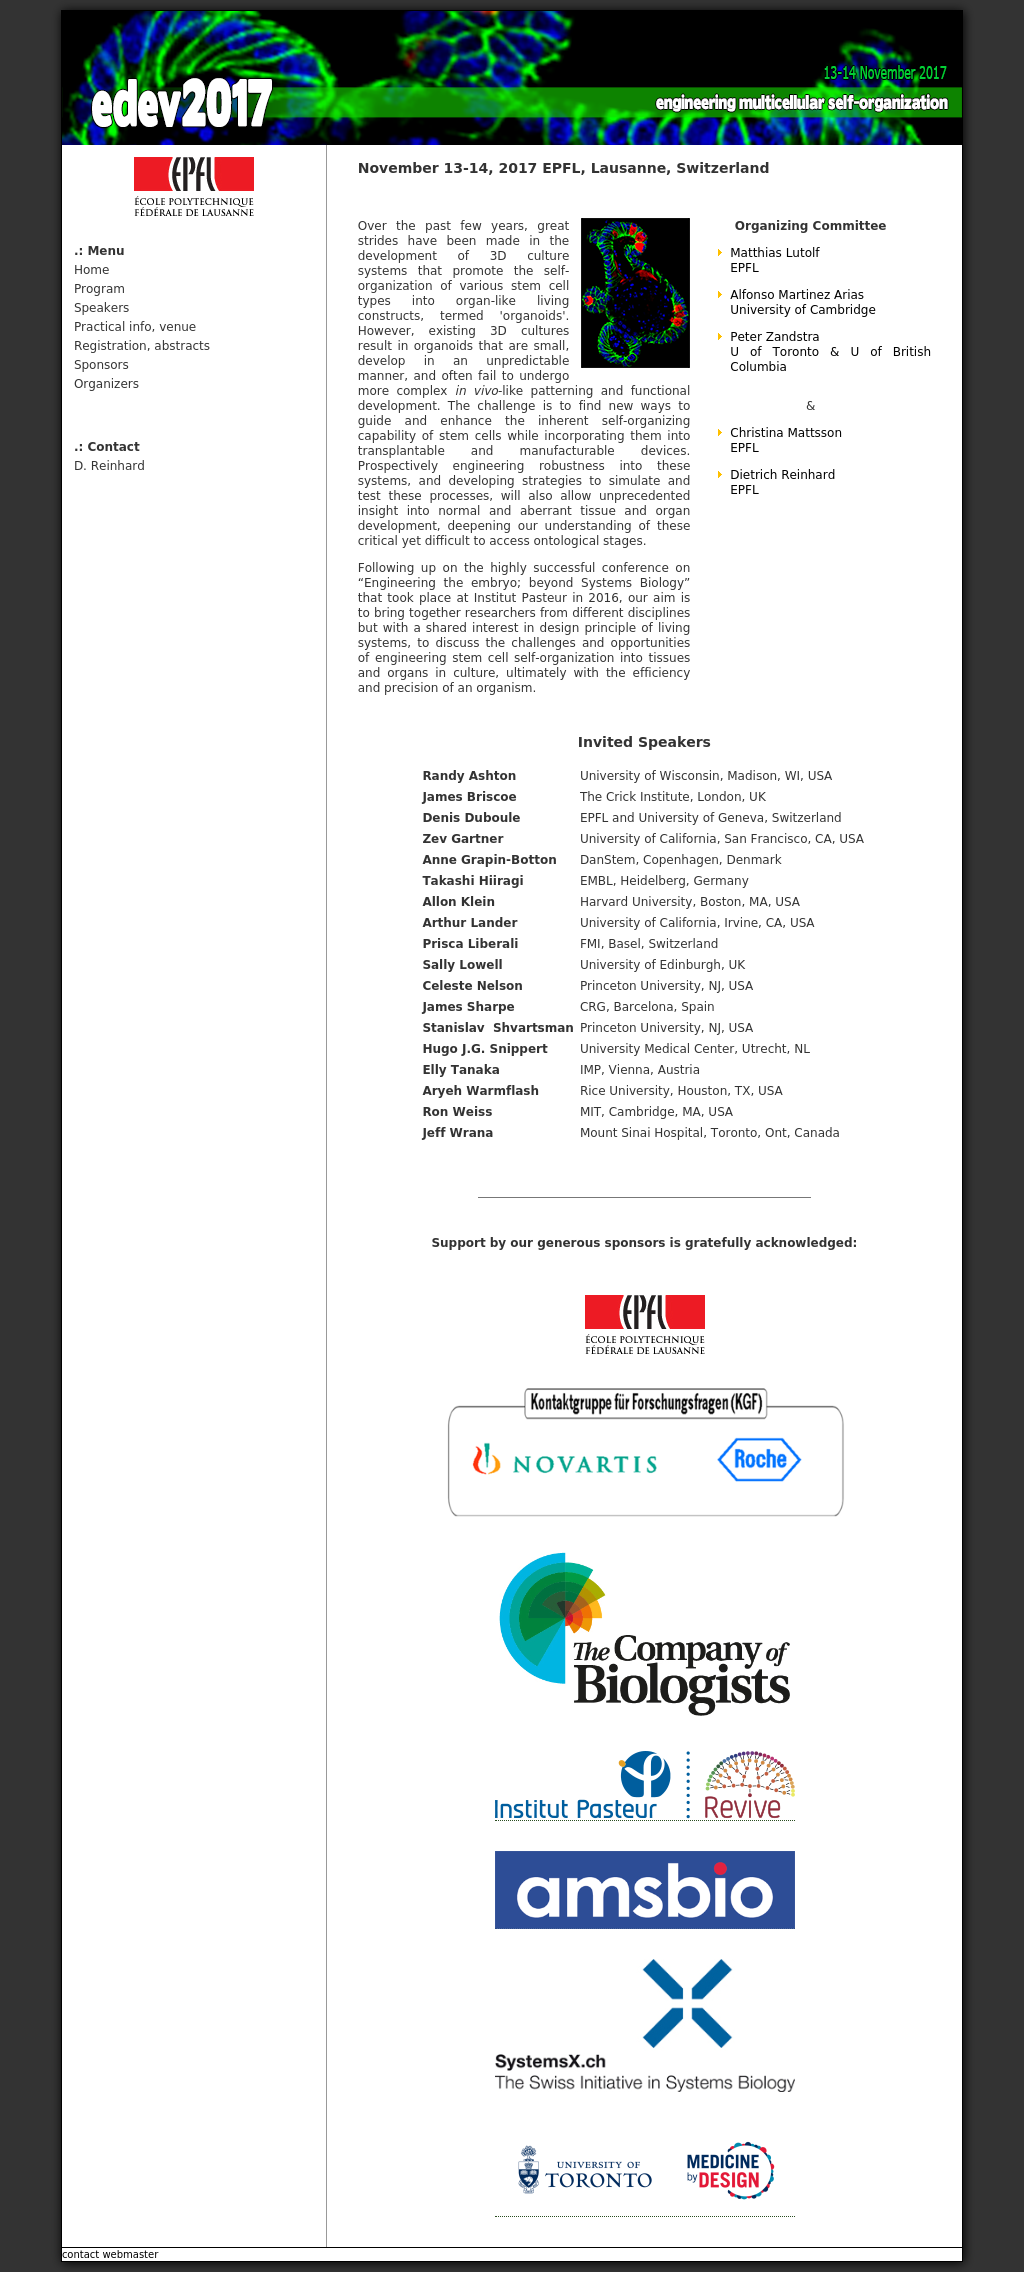 edev2017
13-14 November 2017
engineering multicellular self-organization
EPFL
ÉCOLE POLYTECHNIQUE
FÉDÉRALE DE LAUSANNE
.: Menu
Home
Program
Speakers
Practical info, venue
Registration, abstracts
Sponsors
Organizers
.: Contact
D. Reinhard
November 13-14, 2017 EPFL, Lausanne, Switzerland
Over the past few years, great
strides have been made in the
development of 3D culture
systems that promote the self-
organization of various stem cell
types into organ-like living
constructs, termed 'organoids'.
However, existing 3D cultures
result in organoids that are small,
develop in an unpredictable
manner, and often fail to undergo
more complex in vivo-like patterning and functional
development. The challenge is to find new ways to
guide and enhance the inherent self-organizing
capability of stem cells while incorporating them into
transplantable and manufacturable devices.
Prospectively engineering robustness into these
systems, and developing strategies to simulate and
test these processes, will also allow unprecedented
insight into normal and aberrant tissue and organ
development, deepening our understanding of these
critical yet difficult to access ontological stages.
Following up on the highly successful conference on
“Engineering the embryo; beyond Systems Biology”
that took place at Institut Pasteur in 2016, our aim is
to bring together researchers from different disciplines
but with a shared interest in design principle of living
systems, to discuss the challenges and opportunities
of engineering stem cell self-organization into tissues
and organs in culture, ultimately with the efficiency
and precision of an organism.
Organizing Committee
Matthias Lutolf
EPFL
Alfonso Martinez Arias
University of Cambridge
Peter Zandstra
U of Toronto & U of British
Columbia
&
Christina Mattsson
EPFL
Dietrich Reinhard
EPFL
Invited Speakers
Randy Ashton University of Wisconsin, Madison, WI, USA
James Briscoe The Crick Institute, London, UK
Denis Duboule EPFL and University of Geneva, Switzerland
Zev Gartner University of California, San Francisco, CA, USA
Anne Grapin-Botton DanStem, Copenhagen, Denmark
Takashi Hiiragi EMBL, Heidelberg, Germany
Allon Klein Harvard University, Boston, MA, USA
Arthur Lander University of California, Irvine, CA, USA
Prisca Liberali FMI, Basel, Switzerland
Sally Lowell University of Edinburgh, UK
Celeste Nelson Princeton University, NJ, USA
James Sharpe CRG, Barcelona, Spain
Stanislav Shvartsman Princeton University, NJ, USA
Hugo J.G. Snippert University Medical Center, Utrecht, NL
Elly Tanaka IMP, Vienna, Austria
Aryeh Warmflash Rice University, Houston, TX, USA
Ron Weiss MIT, Cambridge, MA, USA
Jeff Wrana Mount Sinai Hospital, Toronto, Ont, Canada
Support by our generous sponsors is gratefully acknowledged:
EPFL
ÉCOLE POLYTECHNIQUE
FÉDÉRALE DE LAUSANNE
Kontaktgruppe für Forschungsfragen (KGF)
NOVARTIS Roche
The Company of
Biologists
Institut Pasteur Revive
amsbio
SystemsX.ch
The Swiss Initiative in Systems Biology
UNIVERSITY OF
TORONTO
MEDICINE
by DESIGN
contact webmaster